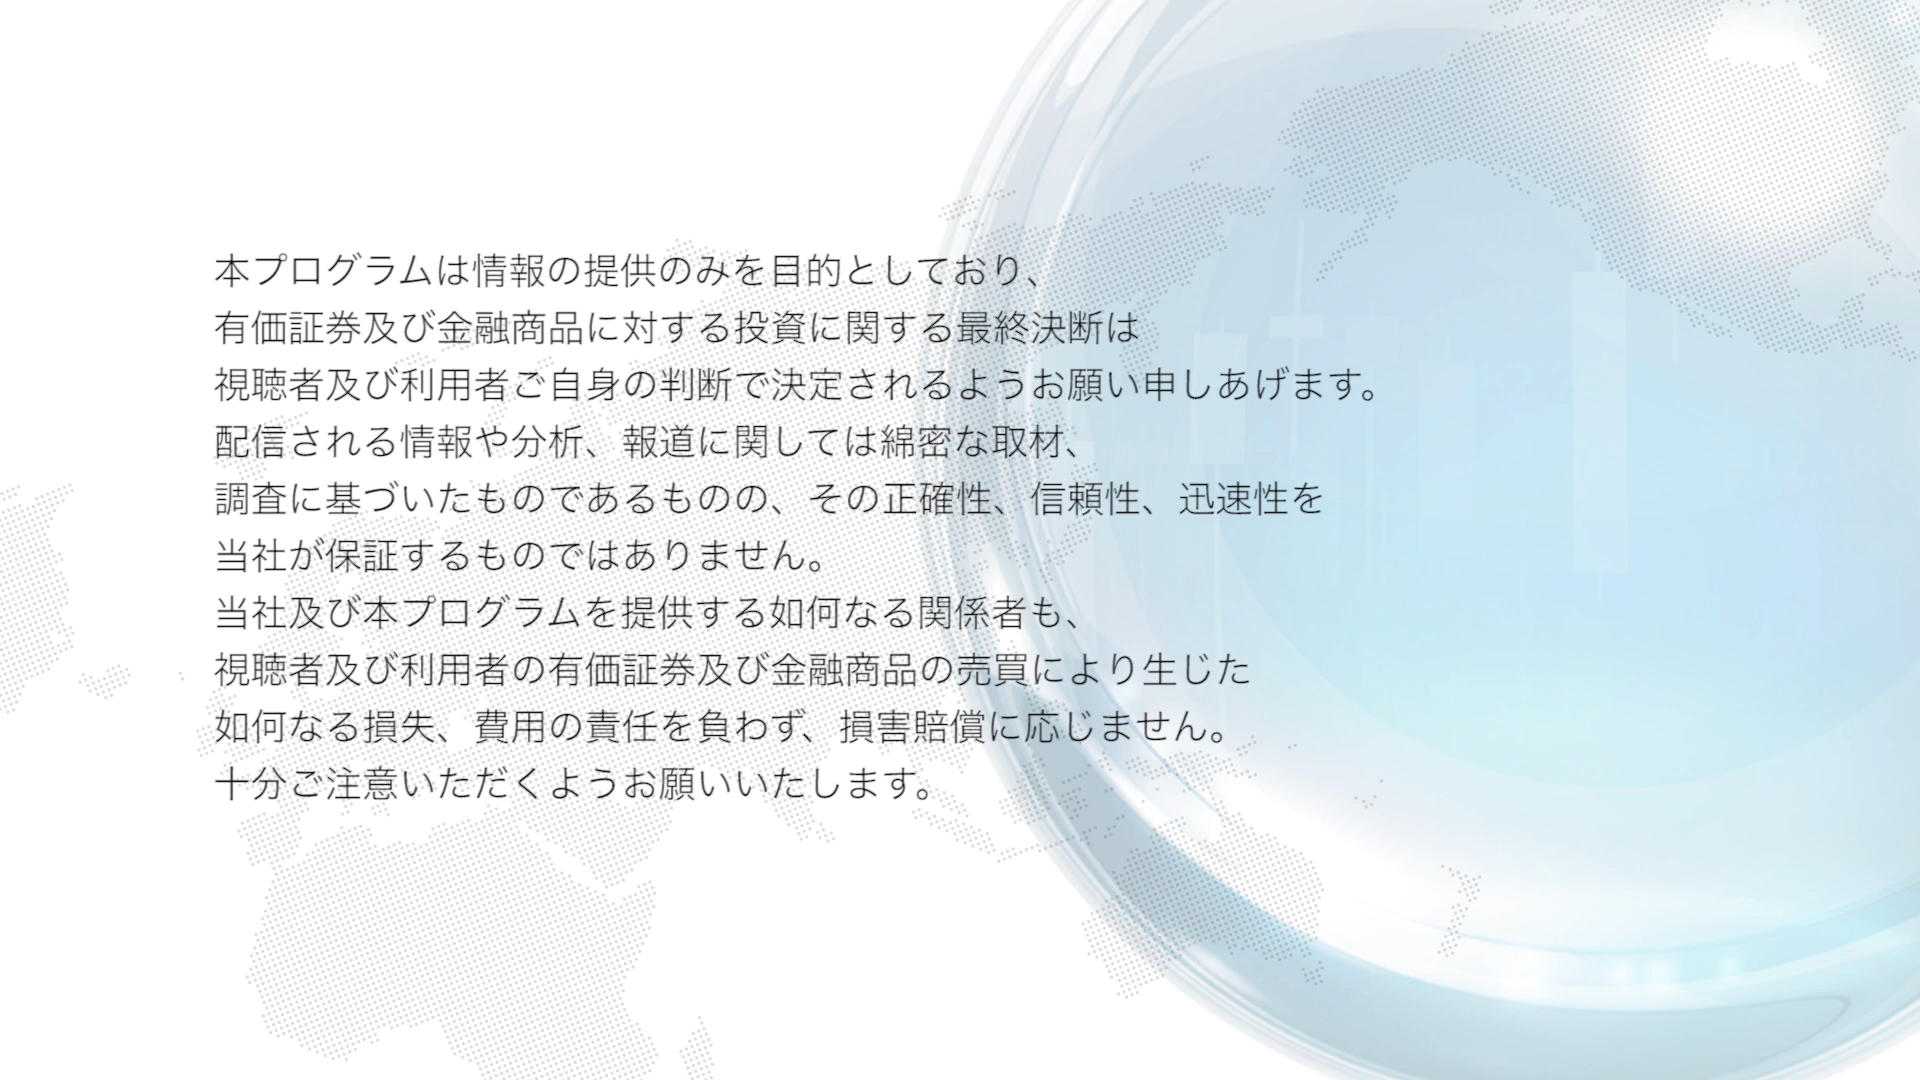 本プログラムは情報の提供のみを目的としており、
有価証券及び金融商品に対する投資に関する最終決断は
視聴者及び利用者ご自身の判断で決定されるようお願い申しあげます。
配信される情報や分析、報道に関しては綿密な取材、
調査に基づいたものであるものの、その正確性、信頼性、迅速性を
当社が保証するものではありません。
当社及び本プログラムを提供する如何なる関係者も、
視聴者及び利用者の有価証券及び金融商品の売買により生じた
如何なる損失、費用の責任を負わず、損害賠償に応じません。
十分ご注意いただくようお願いいたします。